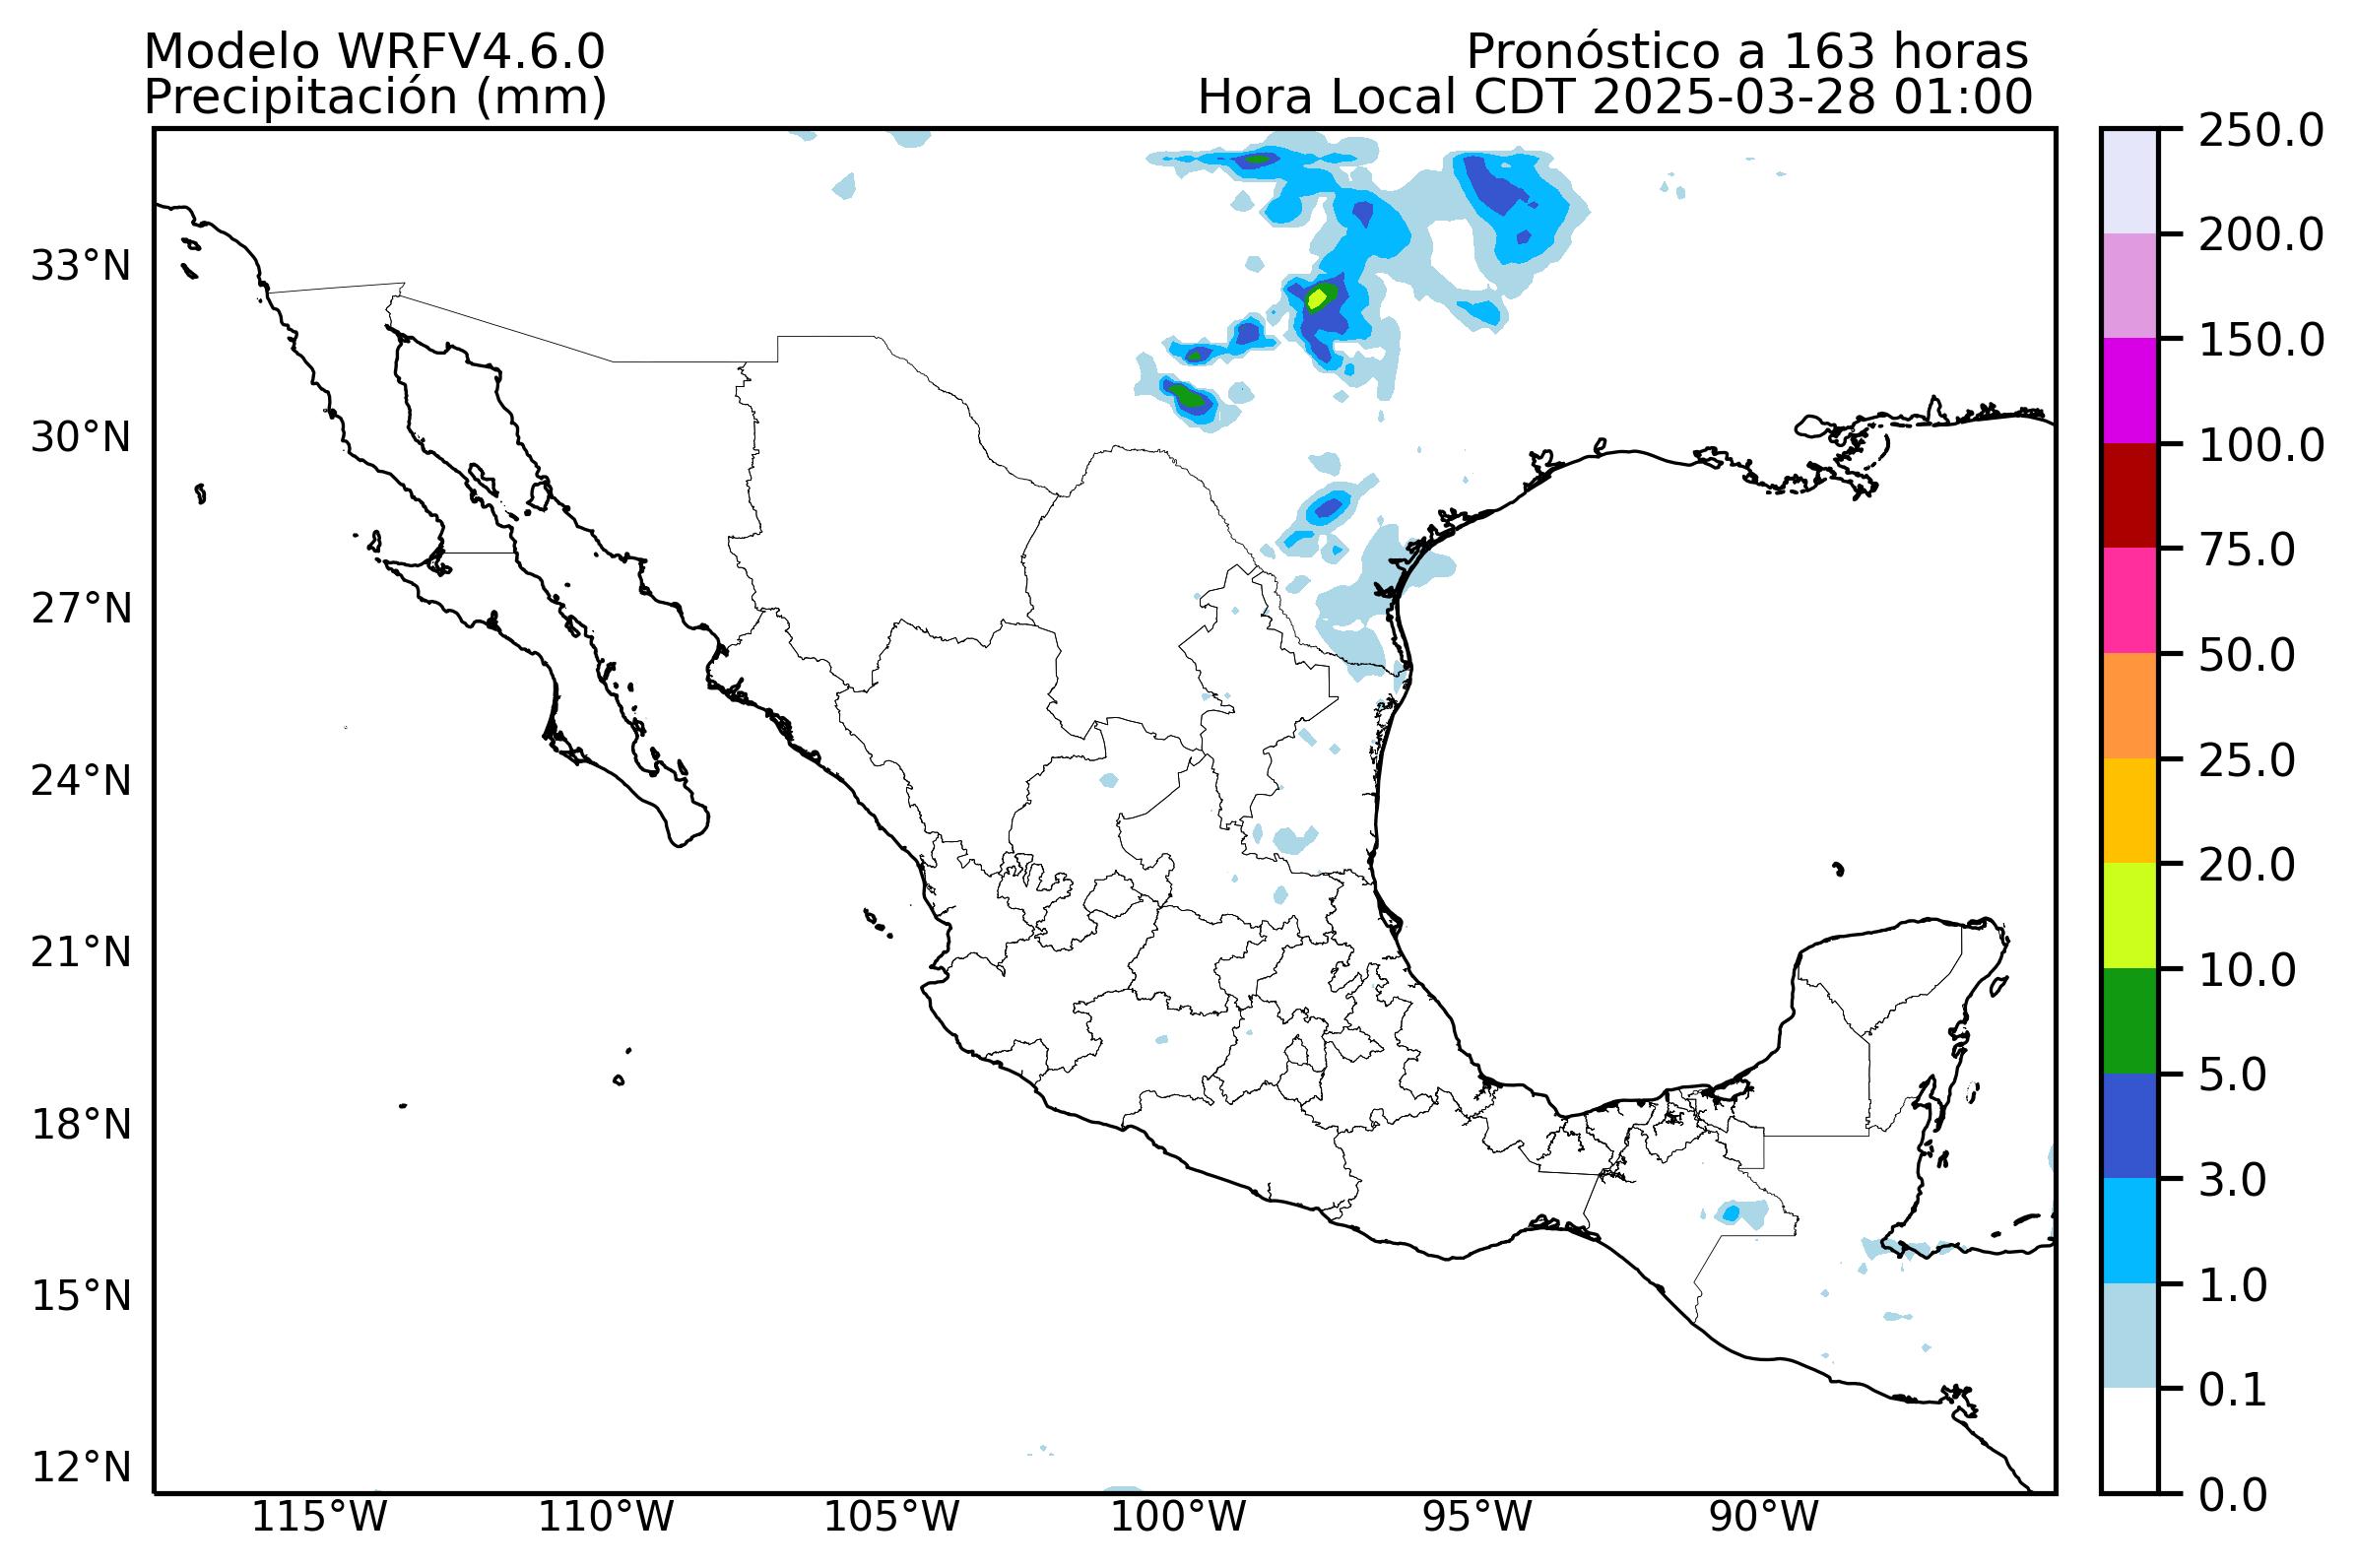 Modelo WRFV4.6.0
Pronóstico a 163 horas
Precipitación (mm)
Hora Local CDT 2025-03-28 01:00
250.0
200.0
150.0
100.0
75.0
50.0
25.0
20.0
10.0
5.0
3.0
1.0
0.1
0.0
33°N
30°N
27°N
24°N
21°N
18°N
15°N
12°N
115°W
110°W
105°W
100°W
95°W
90°W